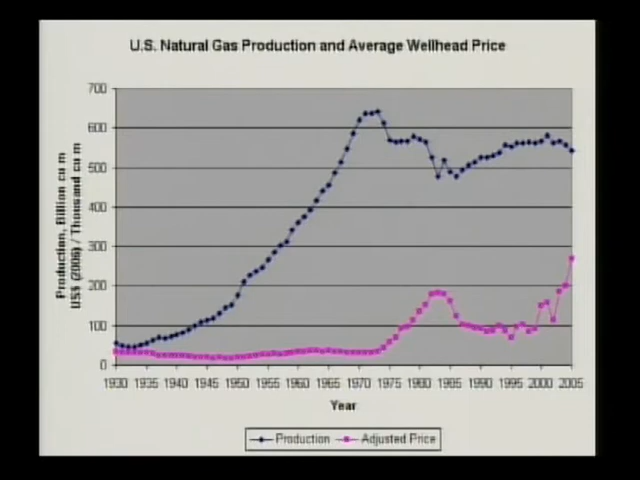 U.S. Natural Gas Production and Average Wellhead Price
Production, Billion cu m
US$ (2006) / Thousand cu m
700
600
500
400
300
200
100
0
1930 1935 1940 1945 1950 1955 1960 1965 1970 1975 1980 1985 1990 1995 2000 2005
Year
Production Adjusted Price